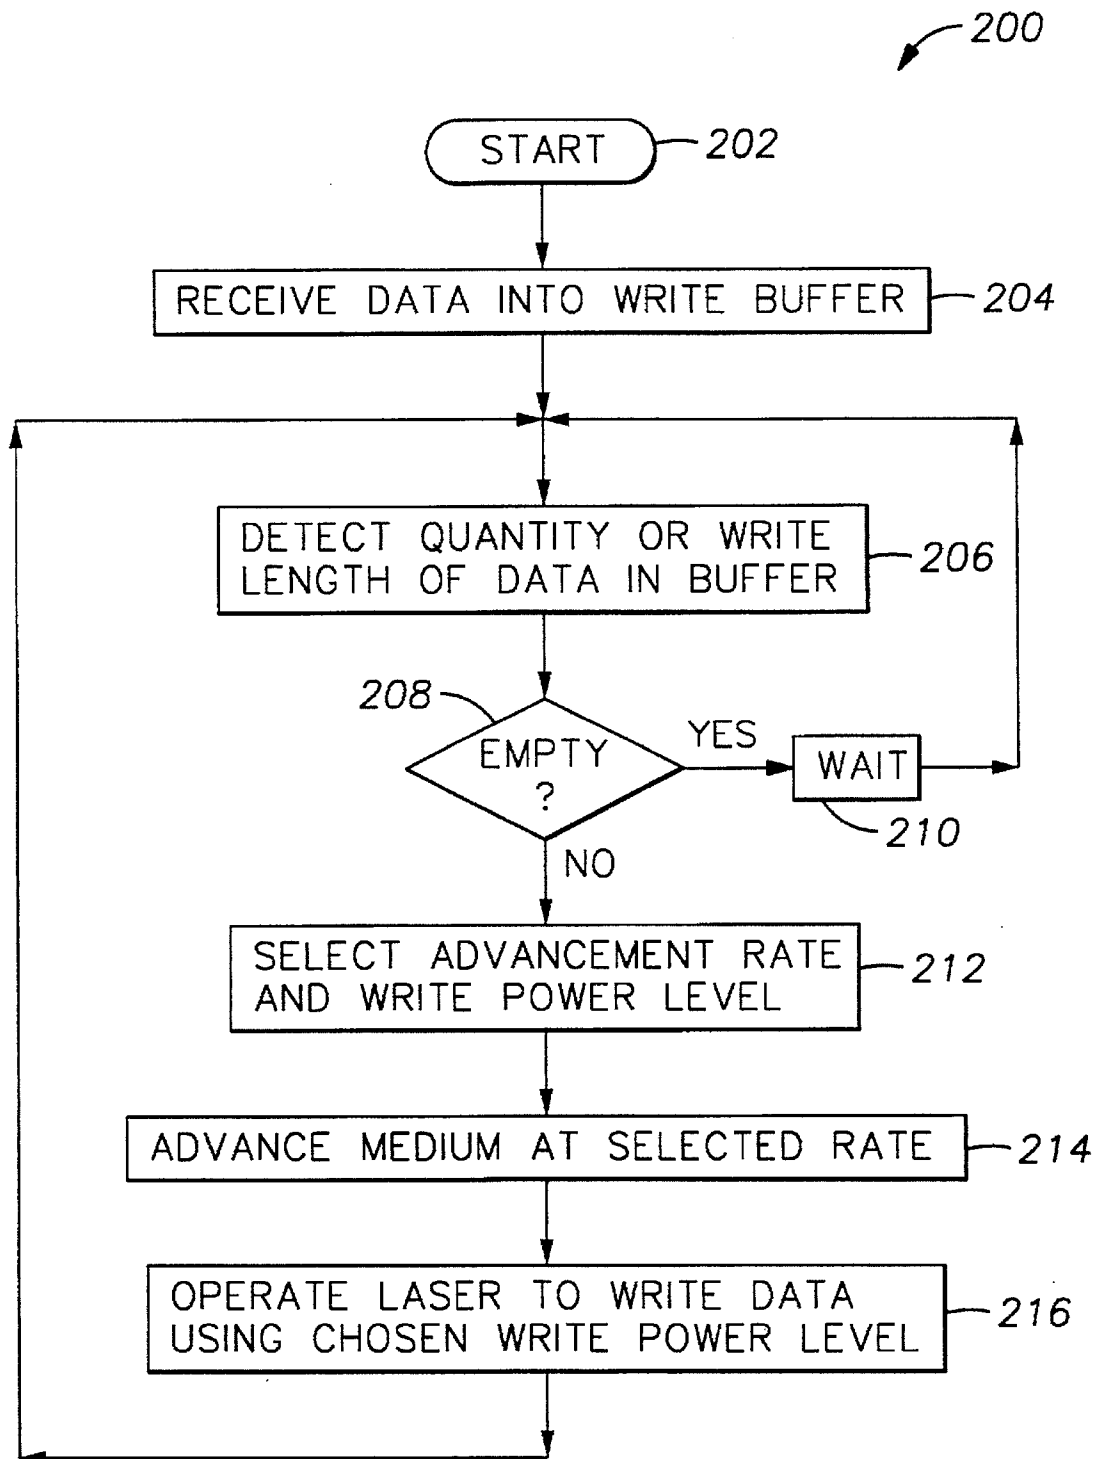 200
START
202
RECEIVE DATA INTO WRITE BUFFER
204
DETECT QUANTITY OR WRITE
LENGTH OF DATA IN BUFFER
206
208
EMPTY
?
YES
WAIT
210
NO
SELECT ADVANCEMENT RATE
AND WRITE POWER LEVEL
212
ADVANCE MEDIUM AT SELECTED RATE
214
OPERATE LASER TO WRITE DATA
USING CHOSEN WRITE POWER LEVEL
216